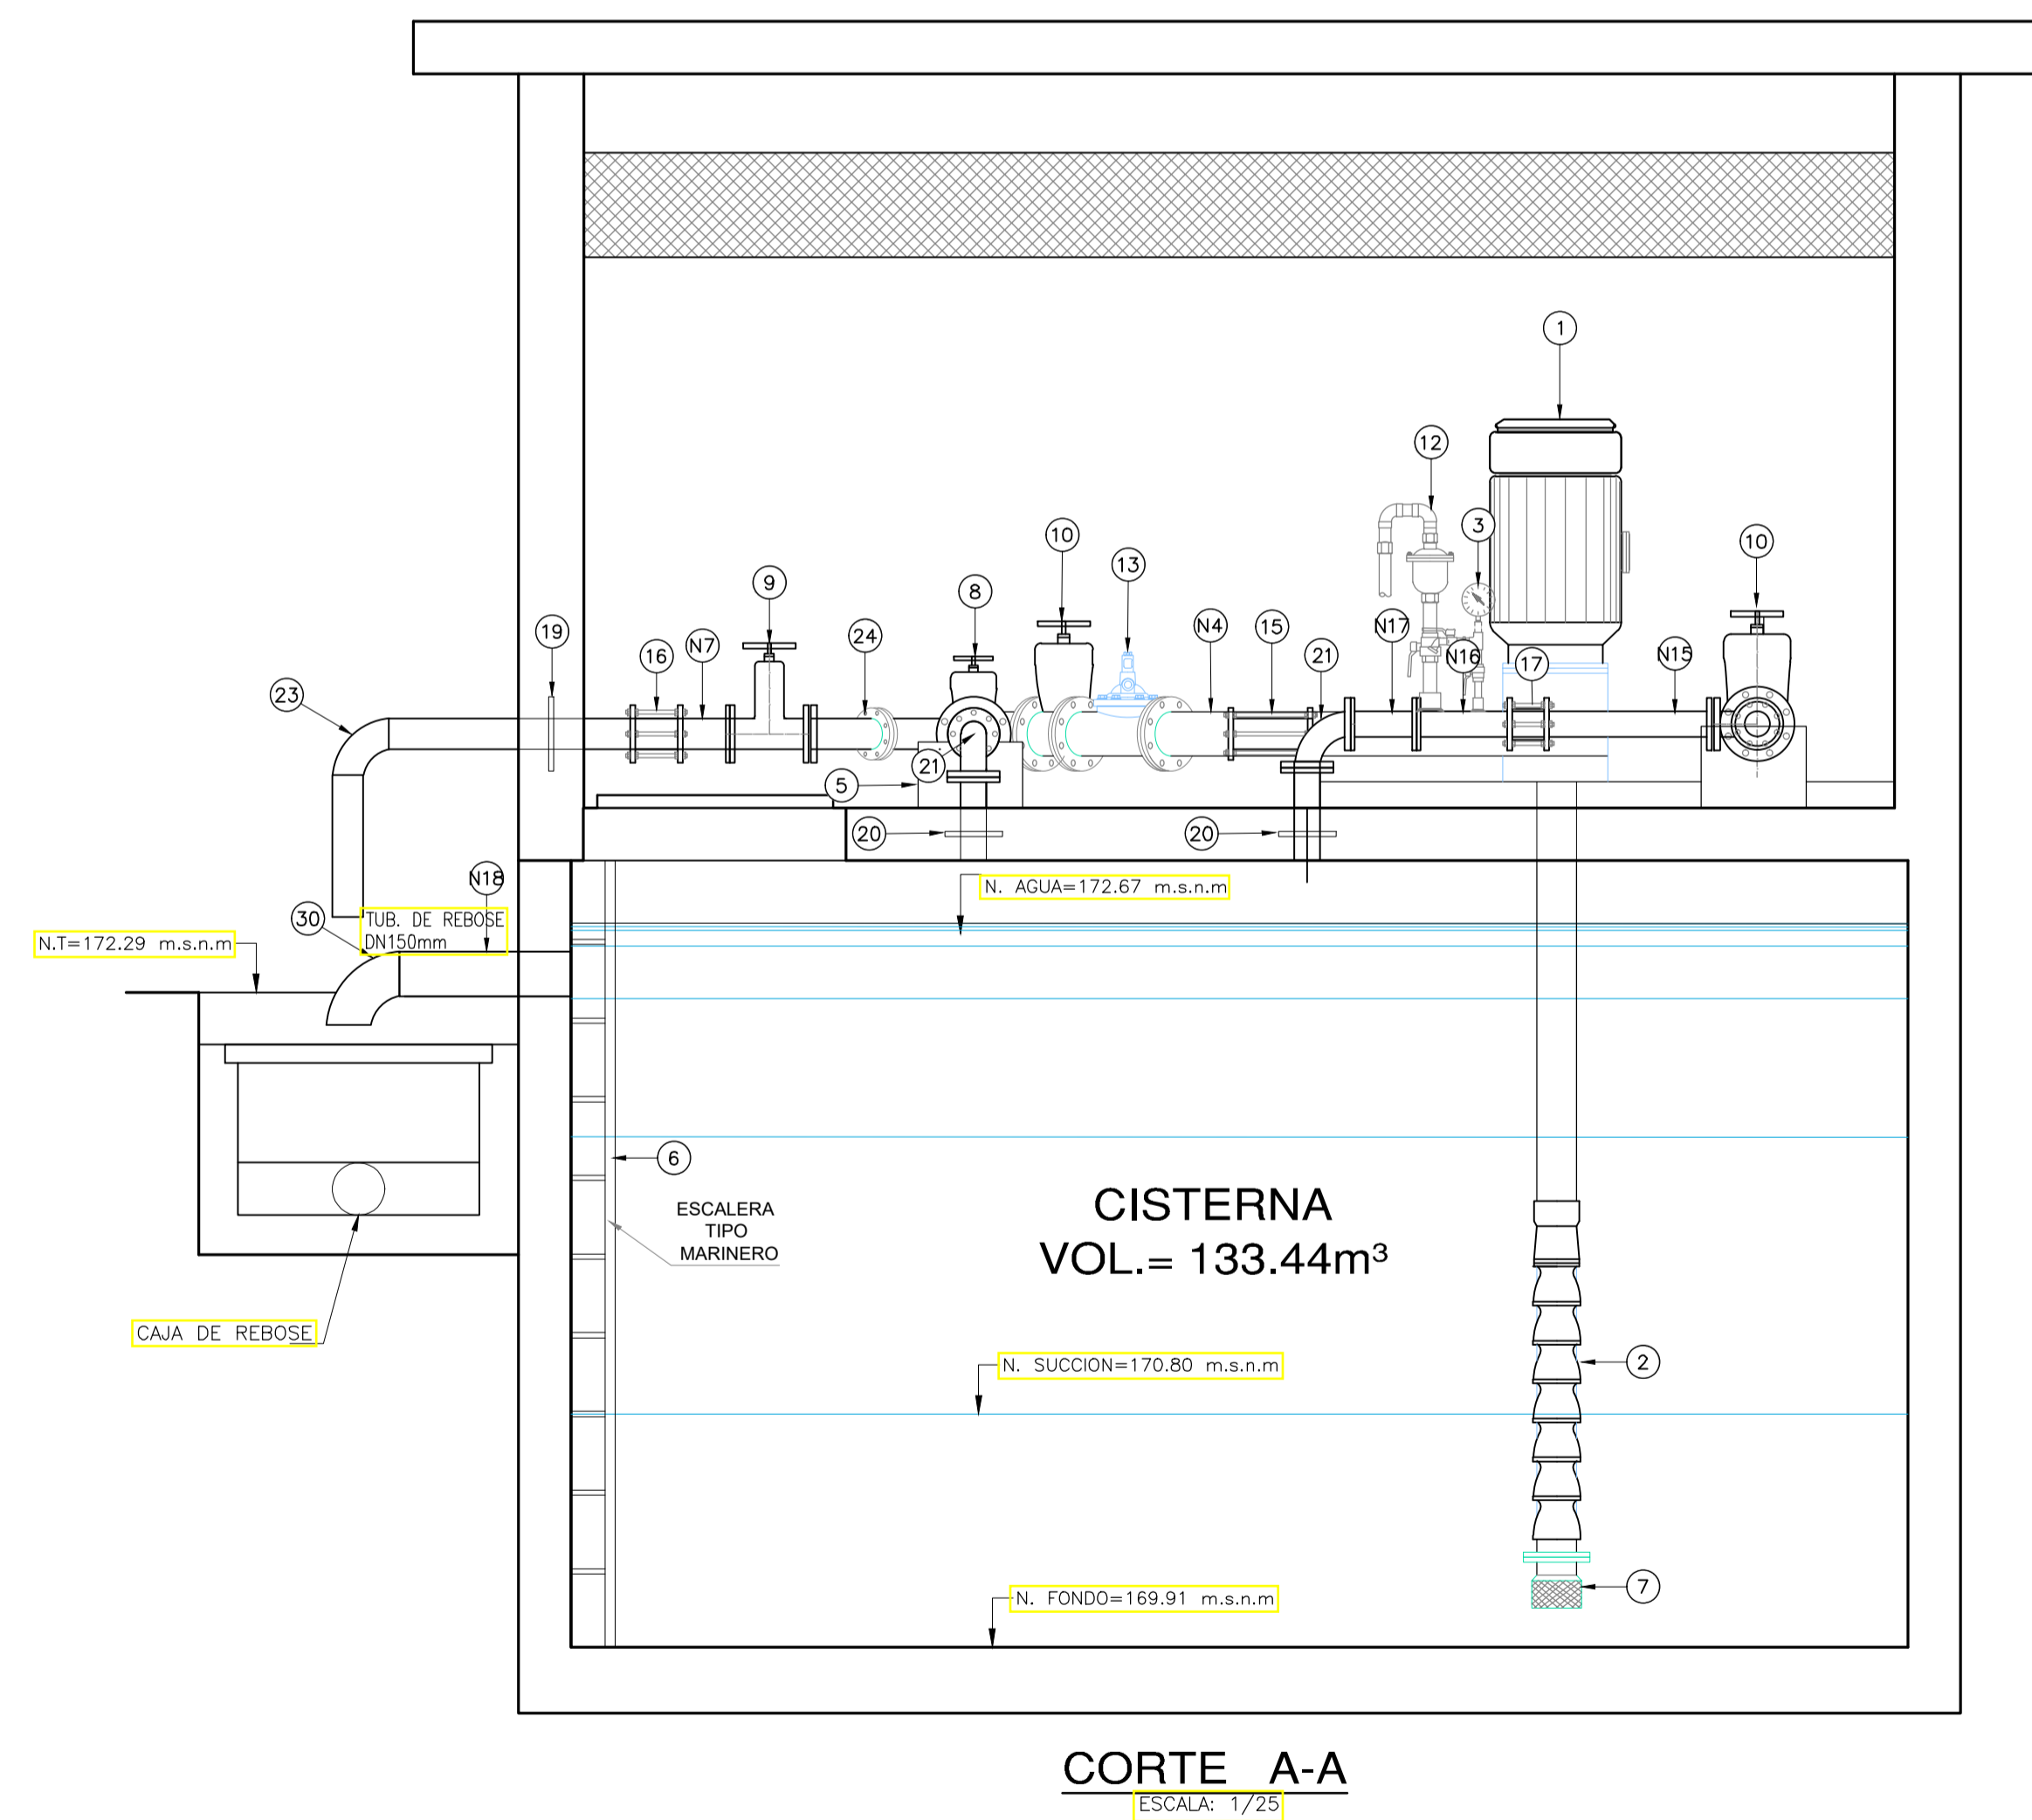 1
12
3
10
10
13
9
8
19
16
N7
24
N4
15
21
N17
N16
17
N15
23
21
5
20
20
N18
N. AGUA=172.67 m.s.n.m
30
TUB. DE REBOSE
DN150mm
N.T=172.29 m.s.n.m
6
ESCALERA
TIPO
MARINERO
CISTERNA
VOL.= 133.44m³
CAJA DE REBOSE
N. SUCCION=170.80 m.s.n.m
2
N. FONDO=169.91 m.s.n.m
7
CORTE A-A
ESCALA: 1/25